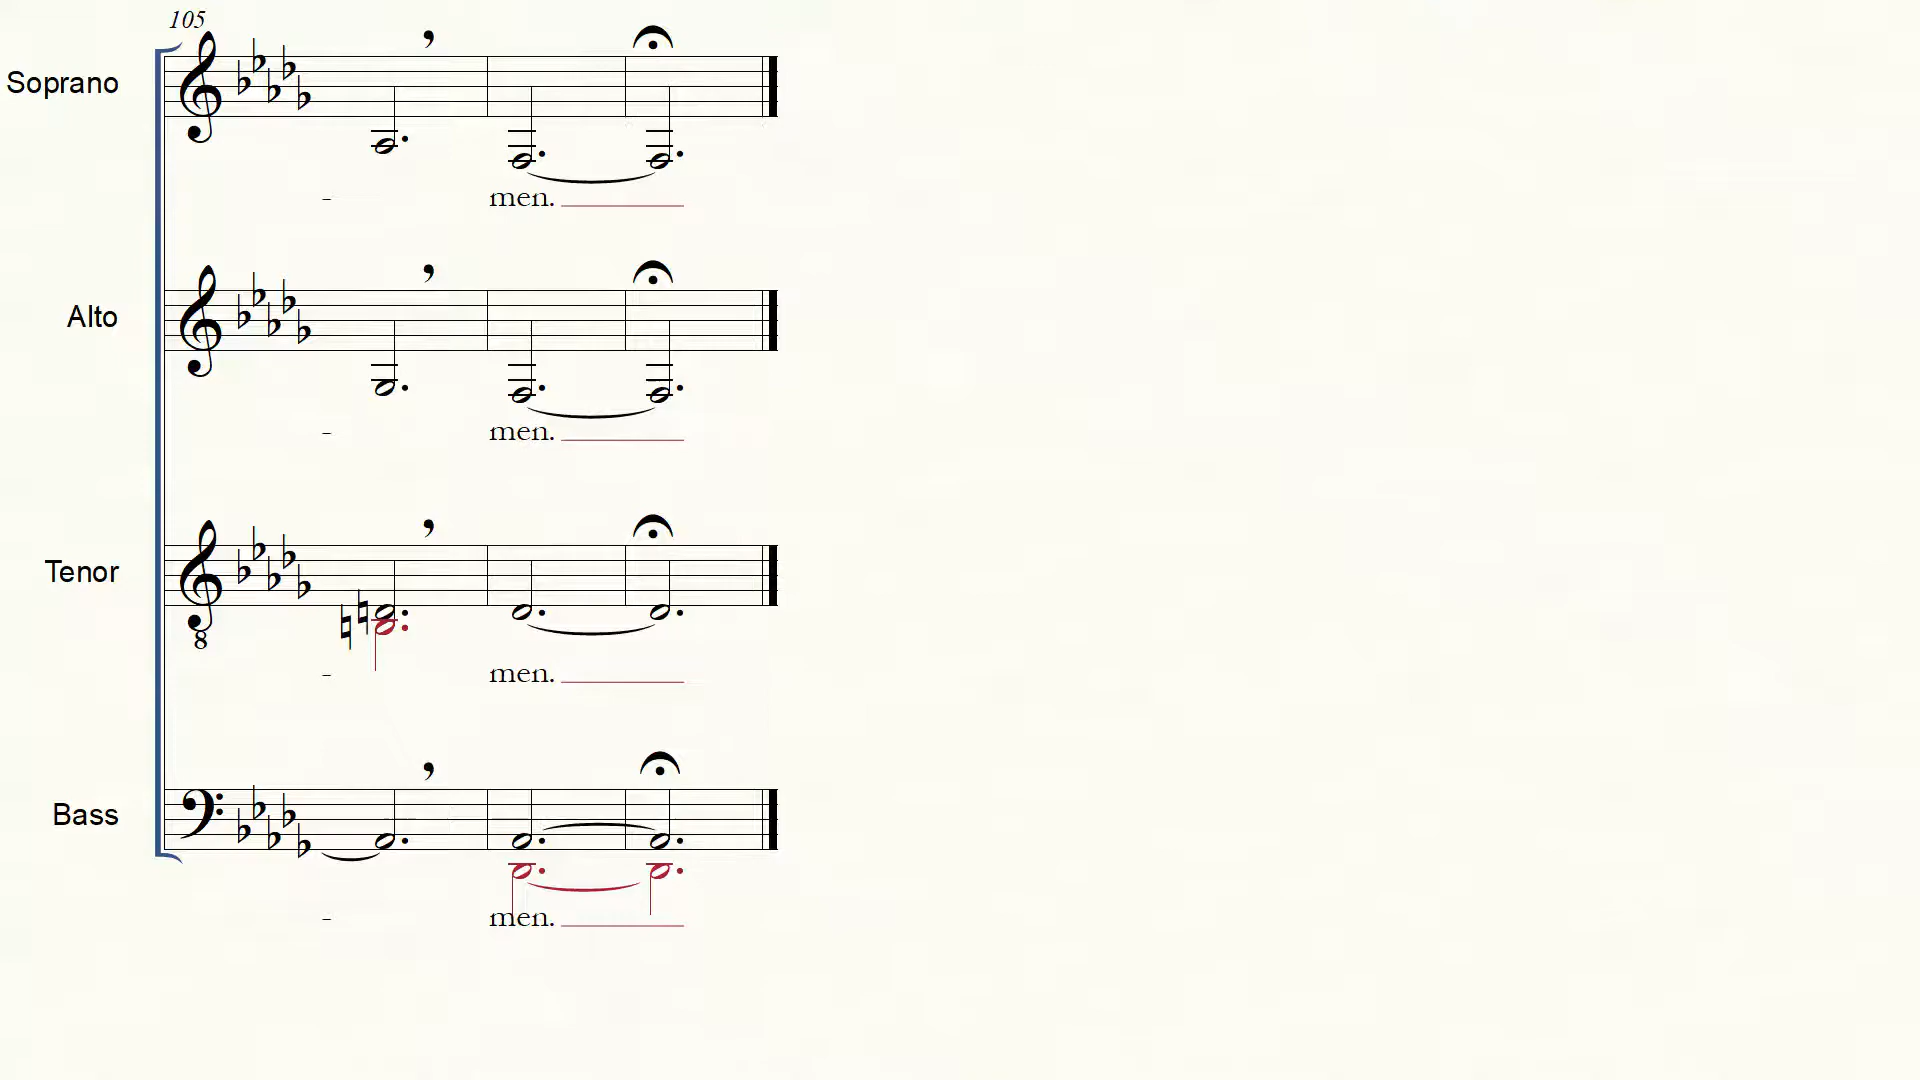 105
Soprano
- men.
Alto
- men.
Tenor
8
- men.
Bass
- men.